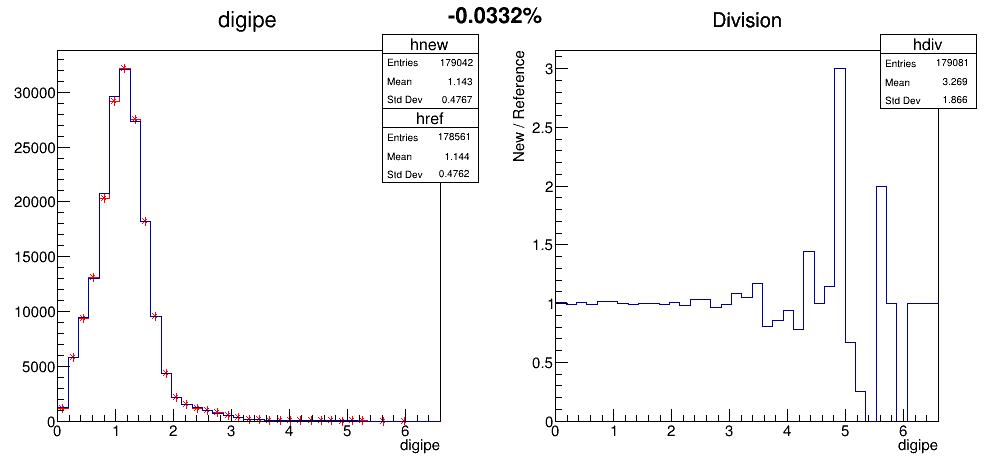 digipe
-0.0332%
Division
hnew
Entries 179042
Mean 1.143
Std Dev 0.4767
href
Entries 178561
Mean 1.144
Std Dev 0.4762
30000
25000
20000
15000
10000
5000
0
0 1 2 3 4 5 6
digipe
hdiv
Entries 179081
Mean 3.269
Std Dev 1.866
New / Reference
3
2.5
2
1.5
1
0.5
0
0 1 2 3 4 5 6
digipe